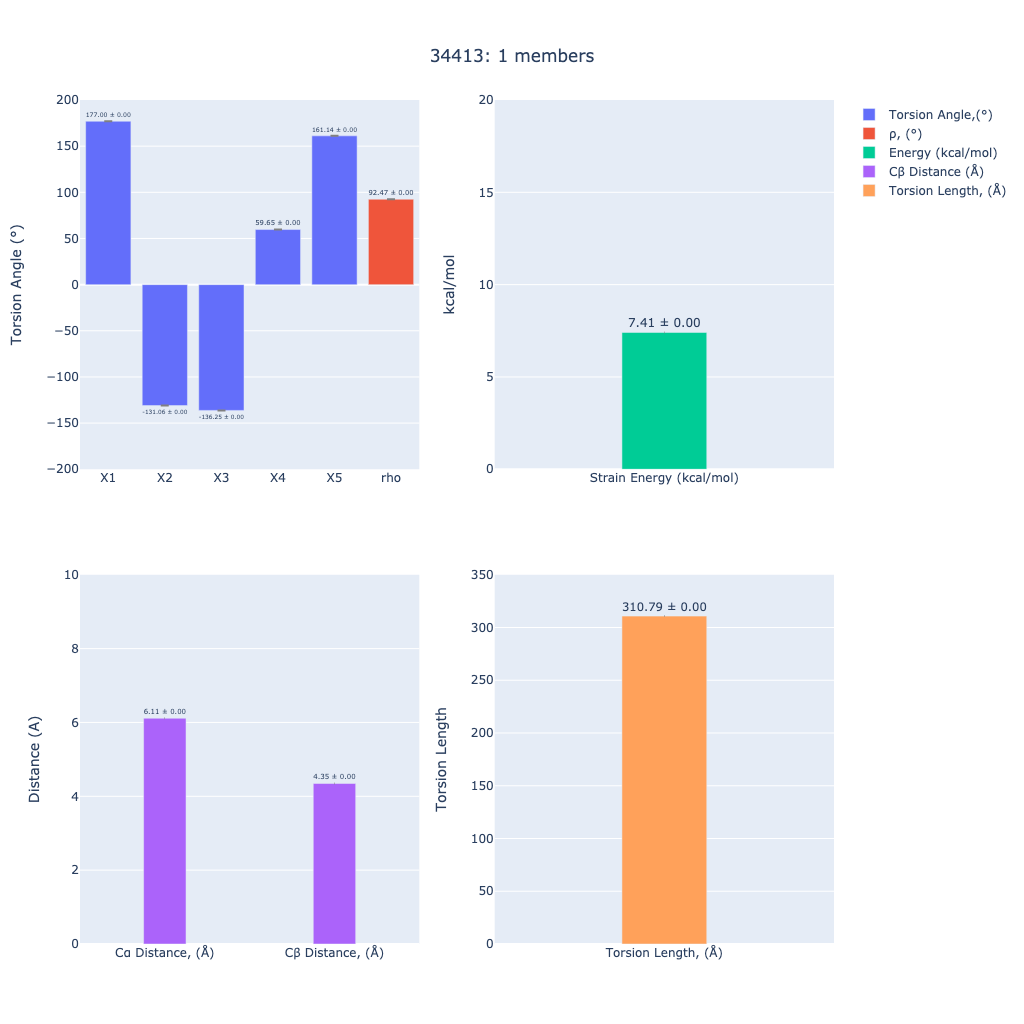 34413: 1 members
Torsion Angle (°)
200
150
100
50
0
−50
−100
−150
−200
177.00 ± 0.00
-131.06 ± 0.00
-136.25 ± 0.00
59.65 ± 0.00
161.14 ± 0.00
92.47 ± 0.00
X1 X2 X3 X4 X5 rho
kcal/mol
20
15
10
5
0
7.41 ± 0.00
Strain Energy (kcal/mol)
Torsion Angle,(°)
ρ, (°)
Energy (kcal/mol)
Cβ Distance (Å)
Torsion Length, (Å)
Distance (A)
10
8
6
4
2
0
6.11 ± 0.00
4.35 ± 0.00
Cα Distance, (Å) Cβ Distance, (Å)
Torsion Length
350
300
250
200
150
100
50
0
310.79 ± 0.00
Torsion Length, (Å)